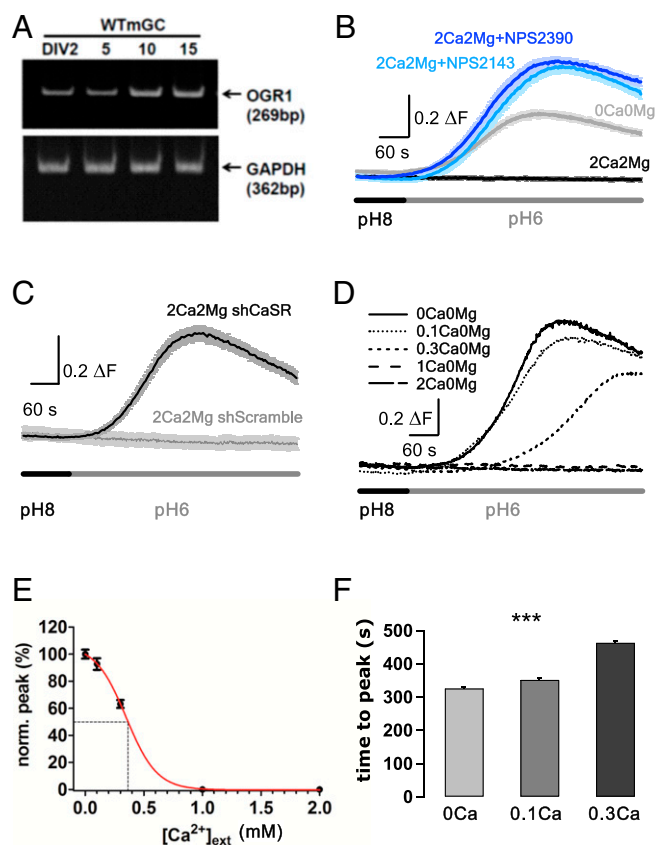 A
WTmGC
DIV2 5 10 15
OGR1
(269bp)
GAPDH
(362bp)
B
2Ca2Mg+NPS2390
2Ca2Mg+NPS2143
0Ca0Mg
0.2 ΔF
60 s
2Ca2Mg
pH8
pH6
C
2Ca2Mg shCaSR
0.2 ΔF
60 s
2Ca2Mg shScramble
pH8
pH6
D
0Ca0Mg
0.1Ca0Mg
0.3Ca0Mg
1Ca0Mg
2Ca0Mg
0.2 ΔF
60 s
pH8
pH6
E
norm. peak (%)
120
100
80
60
40
20
0
0.0 0.5 1.0 1.5 2.0
[Ca²⁺]ext (mM)
F
time to peak (s)
***
500
400
300
200
100
0
0Ca 0.1Ca 0.3Ca